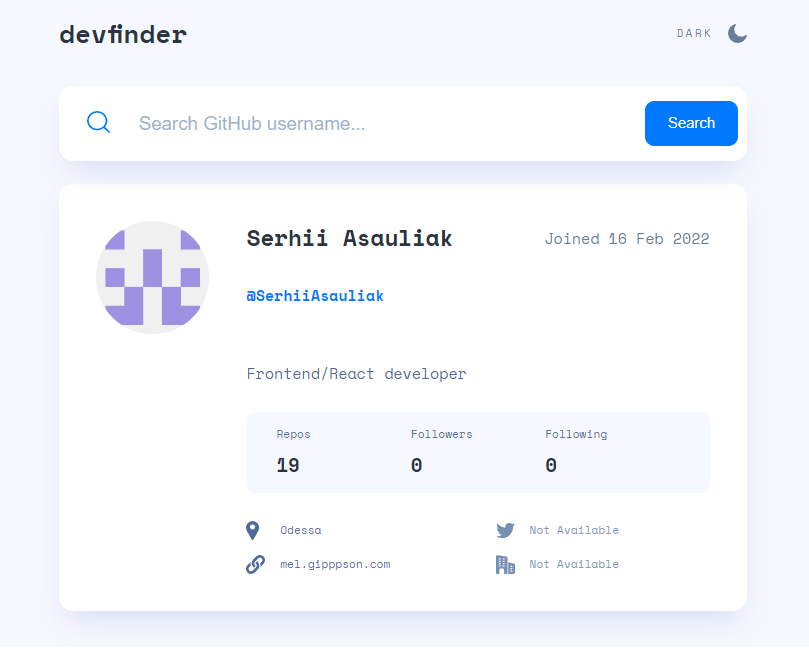 devfinder
DARK
Search GitHub username...
Search
Serhii Asauliak
Joined 16 Feb 2022
@SerhiiAsauliak
Frontend/React developer
Repos Followers Following
19 0 0
Odessa
Not Available
mel.gipppson.com
Not Available